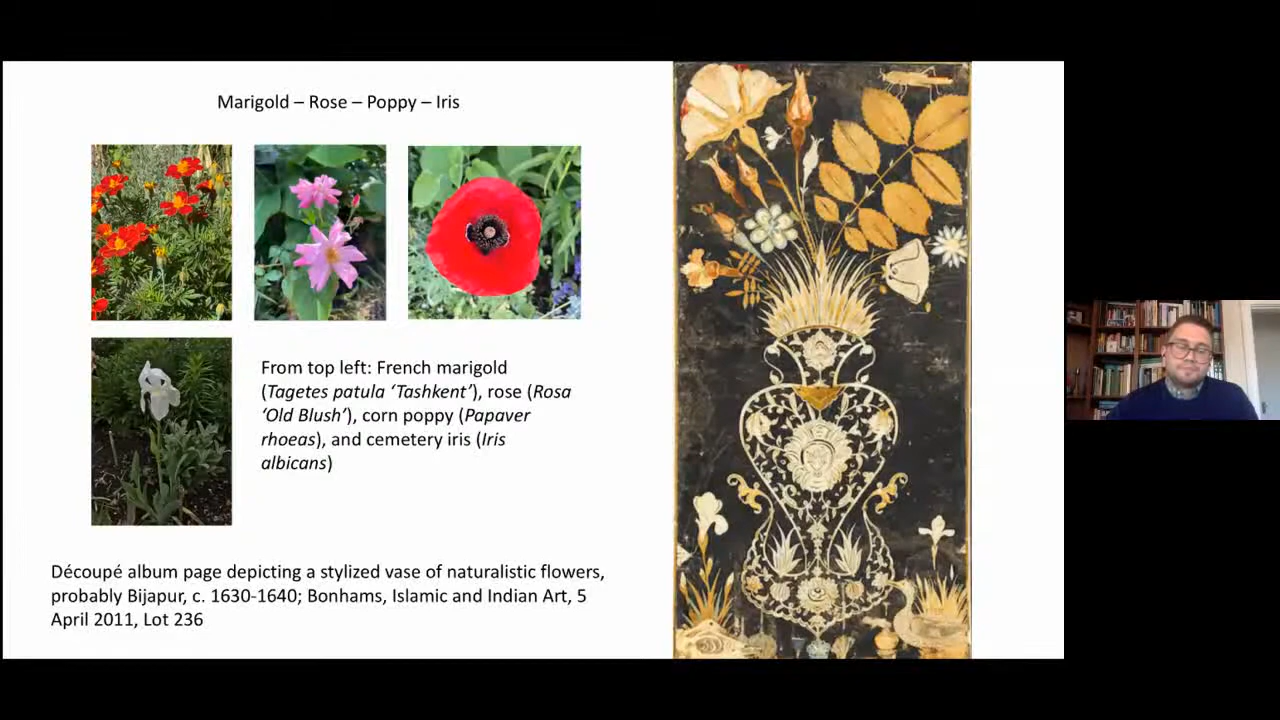 Marigold – Rose – Poppy – Iris
From top left: French marigold
(Tagetes patula ‘Tashkent’), rose (Rosa
‘Old Blush’), corn poppy (Papaver
rhoeas), and cemetery iris (Iris
albicans)
Découpé album page depicting a stylized vase of naturalistic flowers,
probably Bijapur, c. 1630-1640; Bonhams, Islamic and Indian Art, 5
April 2011, Lot 236